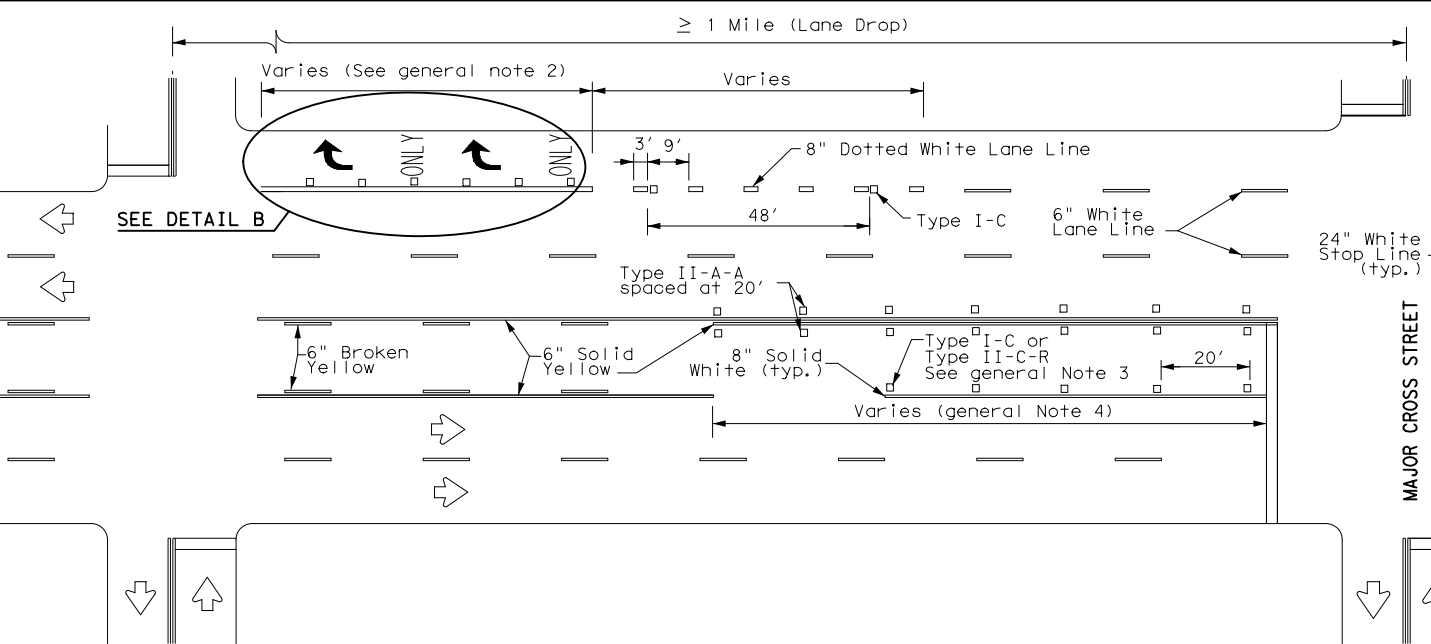 ≥ 1 Mile (Lane Drop)
Varies (See general note 2)
Varies
ONLY
ONLY
3′ 9′
8" Dotted White Lane Line
SEE DETAIL B
48′
Type I-C
6" White
Lane Line
24" White
Stop Line
(typ.)
Type II-A-A
spaced at 20′
6" Broken
Yellow
6" Solid
Yellow
8" Solid
White (typ.)
Type I-C or
Type II-C-R
See general Note 3
20′
Varies (general Note 4)
MAJOR CROSS STREET